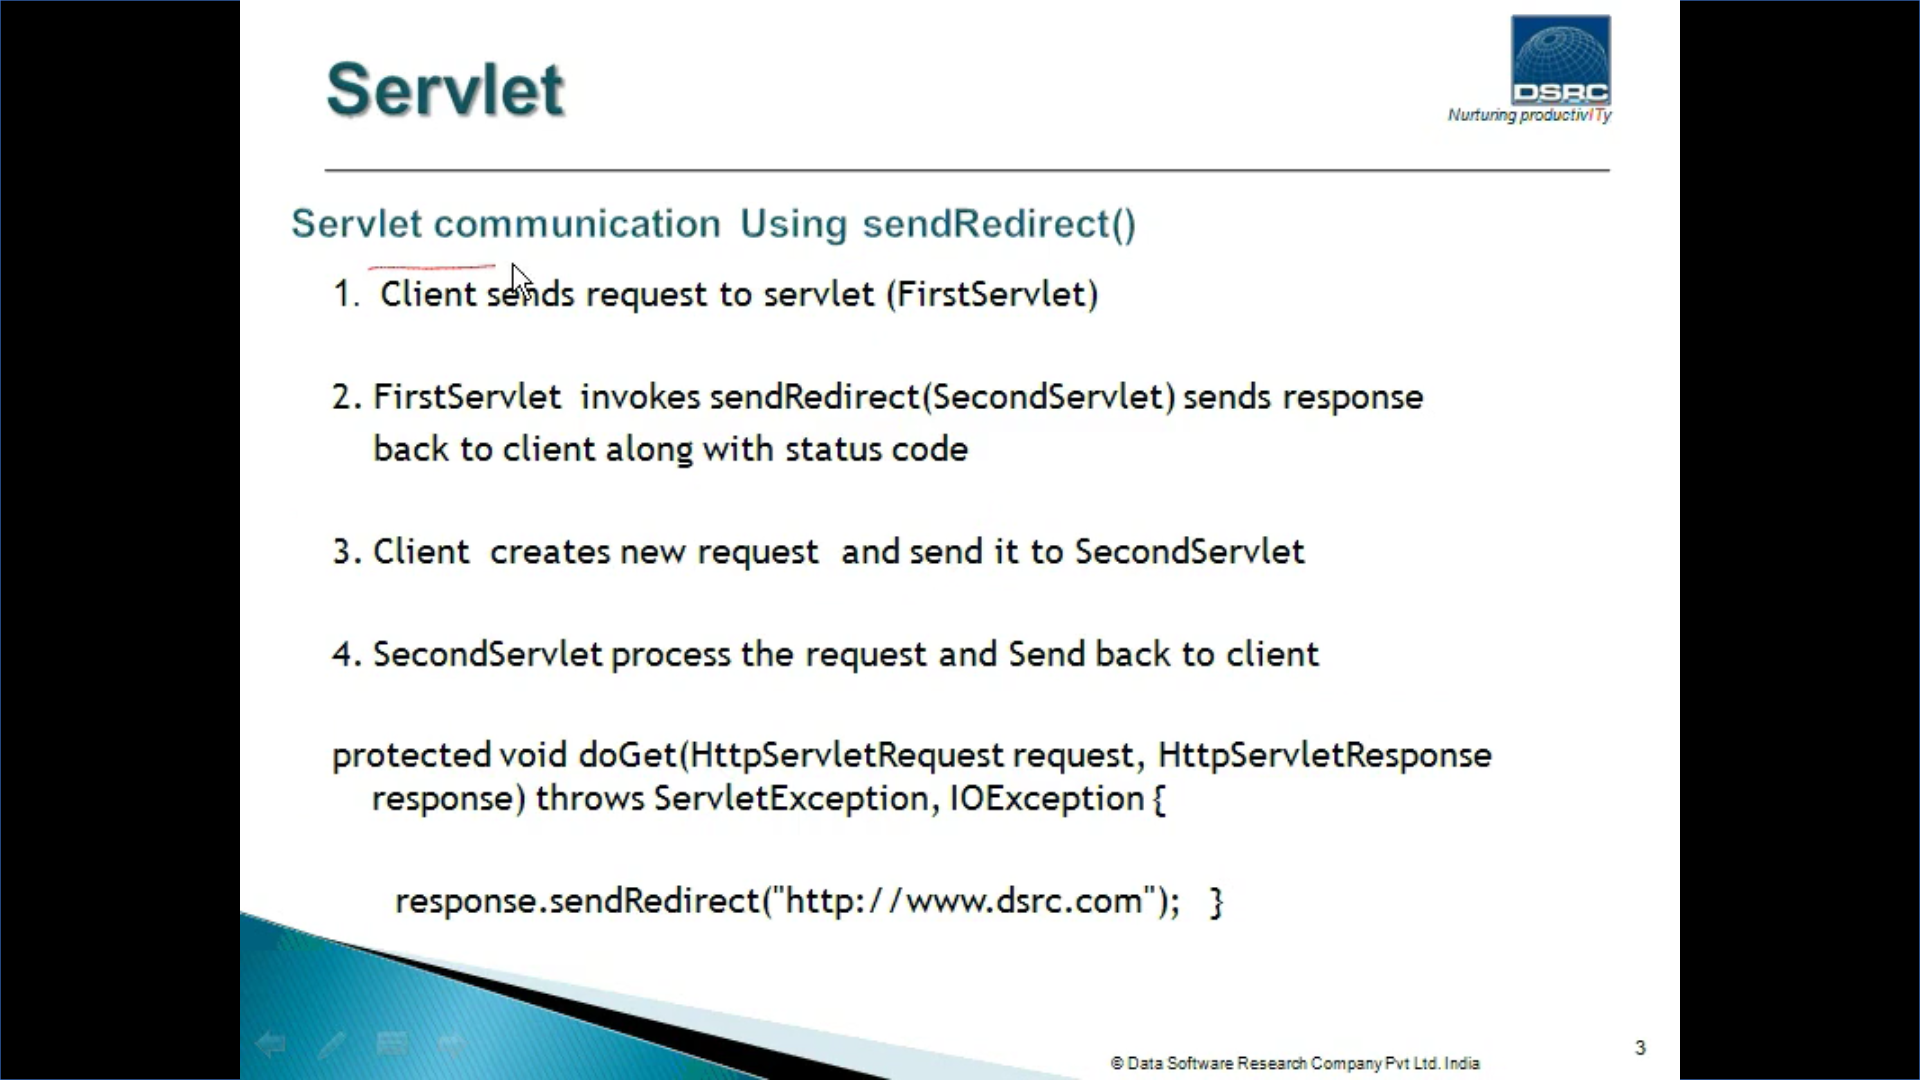 Servlet
DSRC
Nurturing productivITy
Servlet communication Using sendRedirect()
1. Client sends request to servlet (FirstServlet)
2. FirstServlet invokes sendRedirect(SecondServlet) sends response
back to client along with status code
3. Client creates new request and send it to SecondServlet
4. SecondServlet process the request and Send back to client
protected void doGet(HttpServletRequest request, HttpServletResponse
response) throws ServletException, IOException {
response.sendRedirect("http://www.dsrc.com"); }
3
© Data Software Research Company Pvt Ltd. India